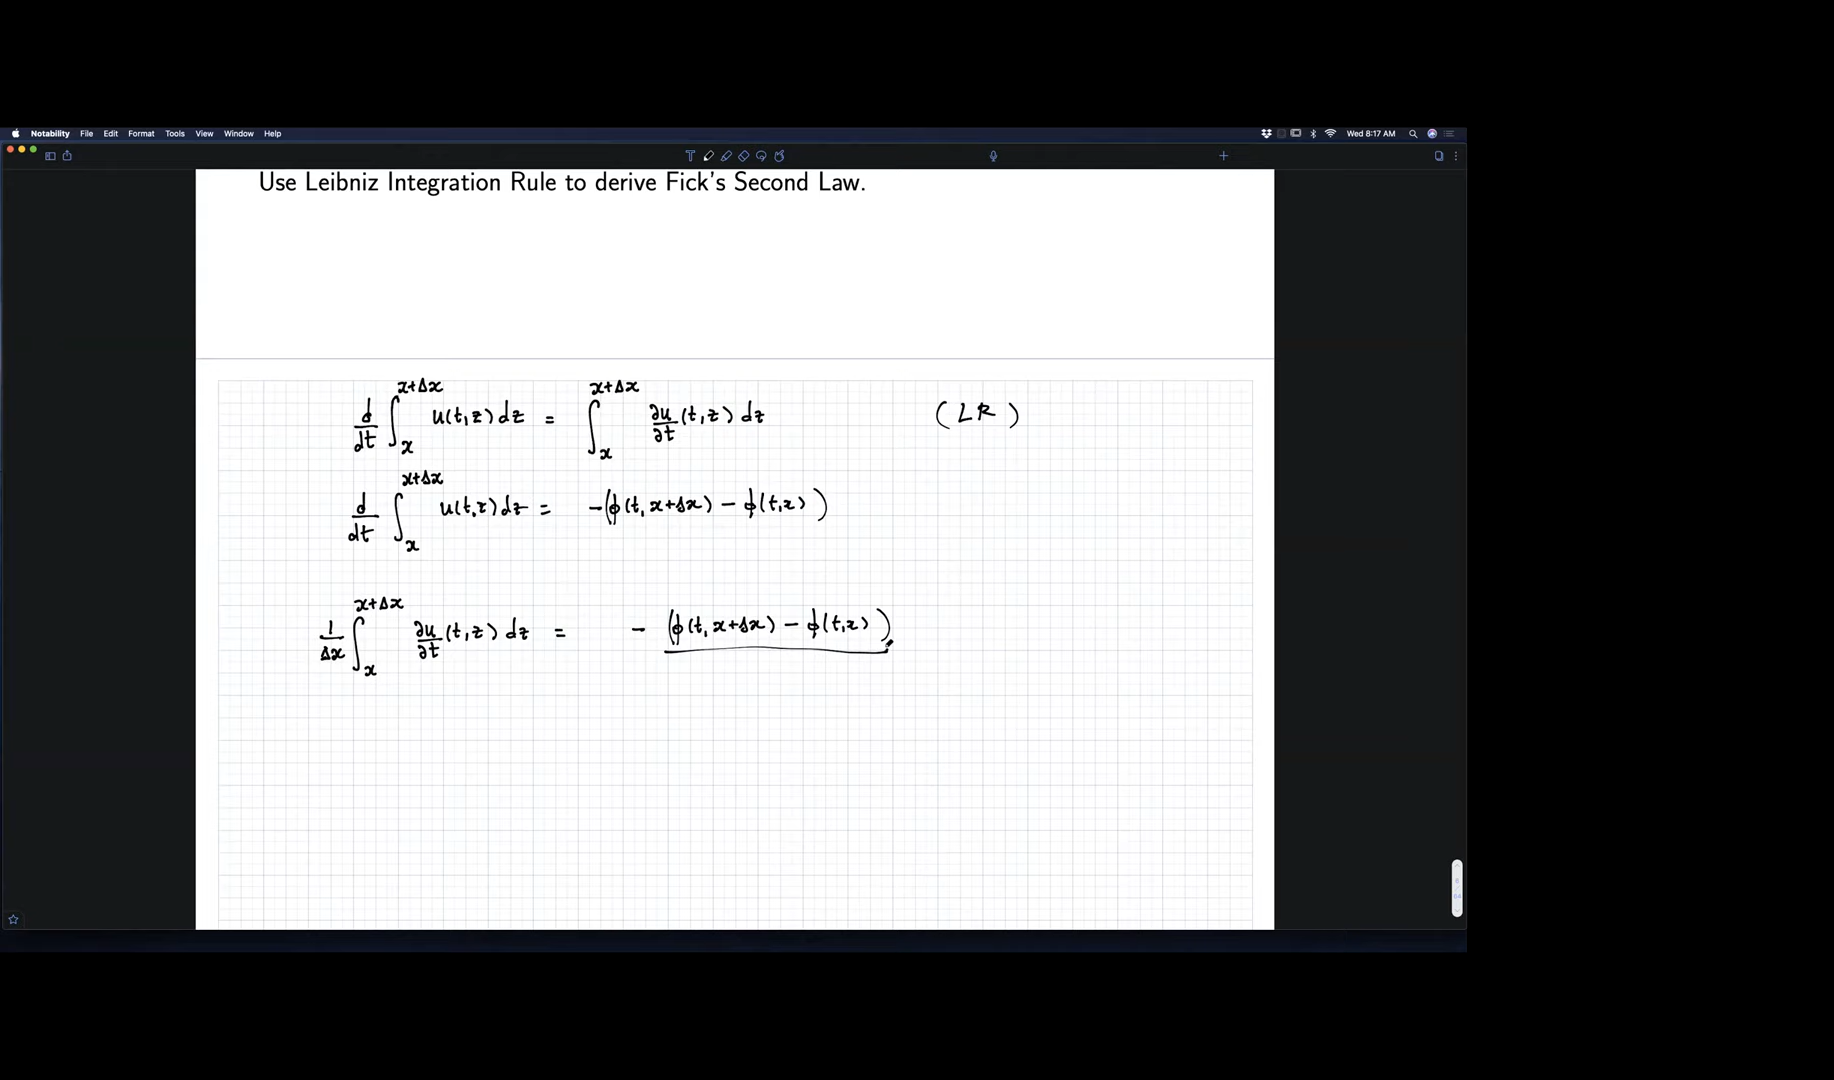 Notability File Edit Format Tools View Window Help Wed 8:17 AM
Use Leibniz Integration Rule to derive Fick's Second Law.
d/dt ∫_x^{x+Δx} u(t,z) dz = ∫_x^{x+Δx} ∂u/∂t (t,z) dz (LR)
d/dt ∫_x^{x+Δx} u(t,z) dz = -(ϕ(t, x+Δx) - ϕ(t,x))
1/Δx ∫_x^{x+Δx} ∂u/∂t (t,z) dz = - (ϕ(t, x+Δx) - ϕ(t,x))